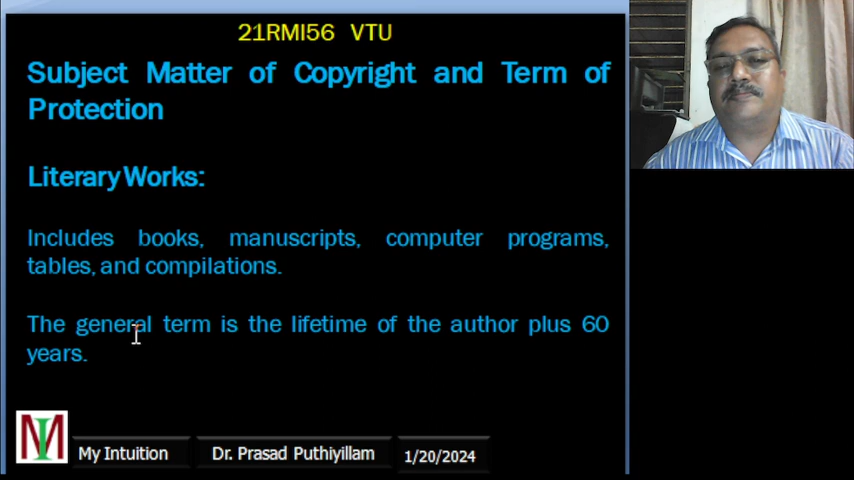 21RMI56 VTU
Subject Matter of Copyright and Term of
Protection
Literary Works:
Includes books, manuscripts, computer programs,
tables, and compilations.
The general term is the lifetime of the author plus 60
years.
MI
My Intuition
Dr. Prasad Puthiyillam
1/20/2024